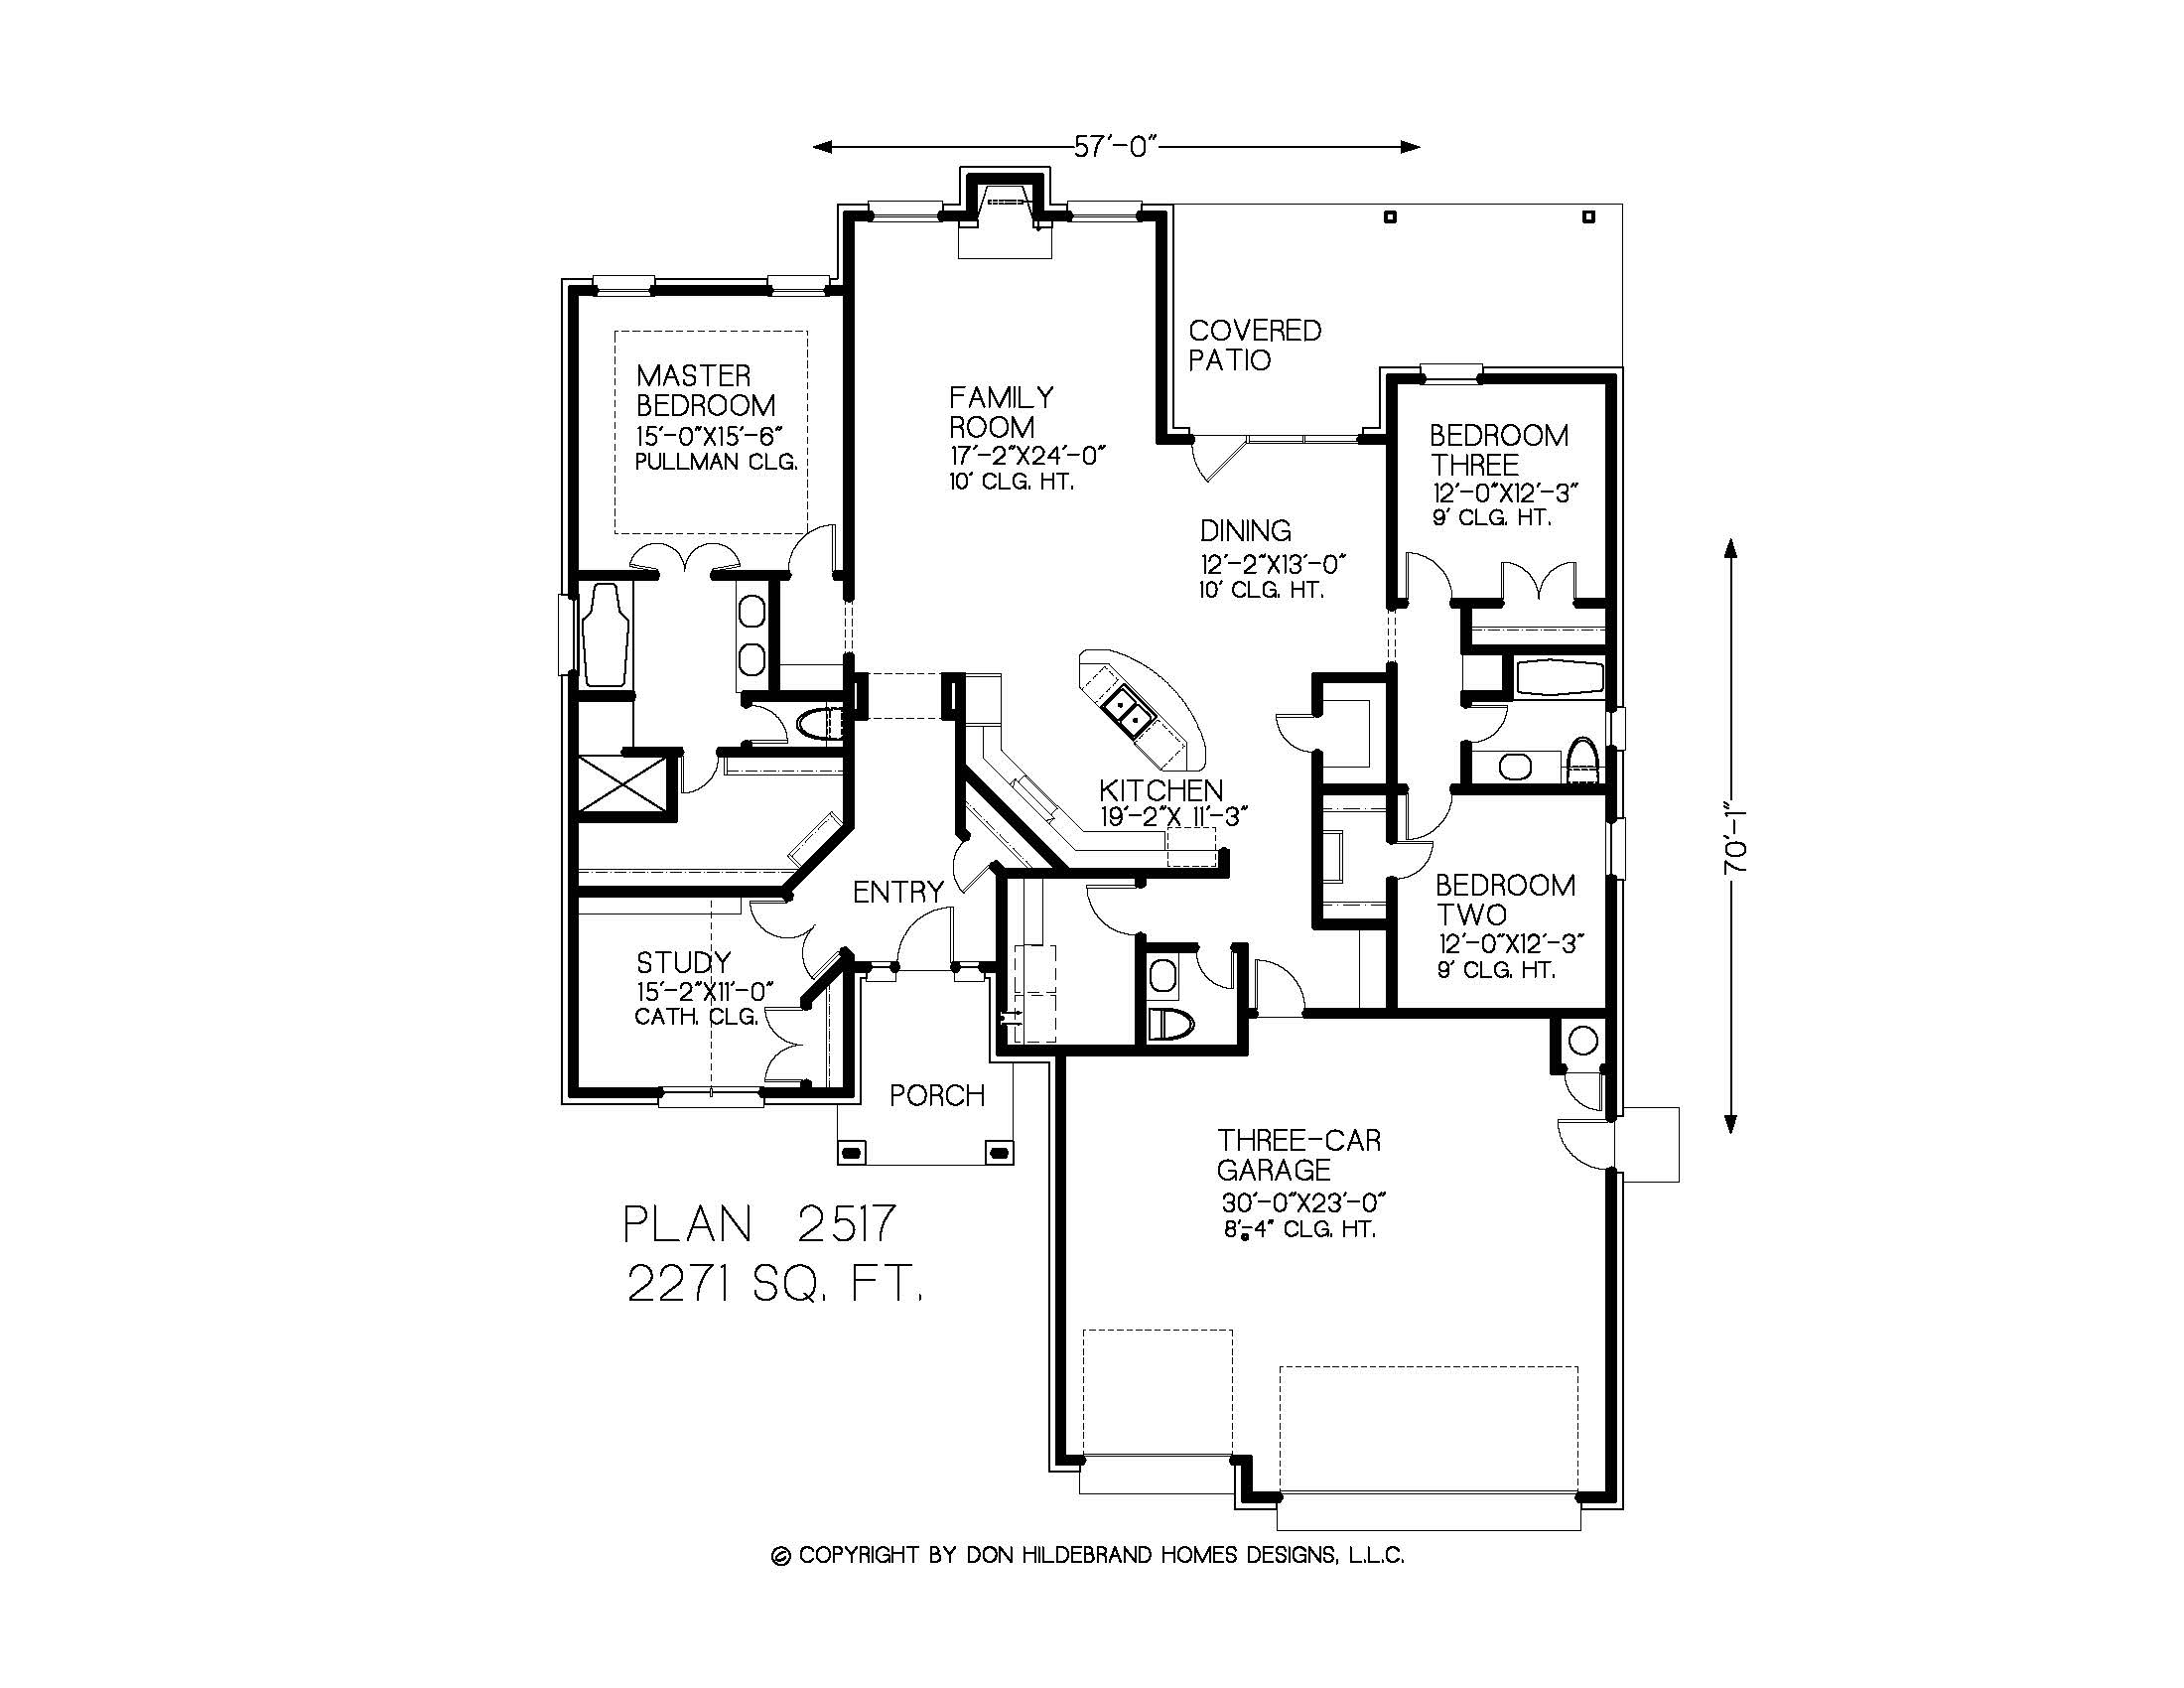 57'-0"
COVERED
PATIO
MASTER
BEDROOM
15'-0"X15'-6"
PULLMAN CLG.
FAMILY
ROOM
17'-2"X24'-0"
10' CLG. HT.
BEDROOM
THREE
12'-0"X12'-3"
9' CLG. HT.
DINING
12'-2"X13'-0"
10' CLG. HT.
KITCHEN
19'-2"X 11'-3"
70'-1"
ENTRY
BEDROOM
TWO
12'-0"X12'-3"
9' CLG. HT.
STUDY
15'-2"X11'-0"
CATH. CLG.
PORCH
THREE-CAR
GARAGE
30'-0"X23'-0"
8'-4" CLG. HT.
PLAN 2517
2271 SQ. FT.
© COPYRIGHT BY DON HILDEBRAND HOMES DESIGNS, L.L.C.